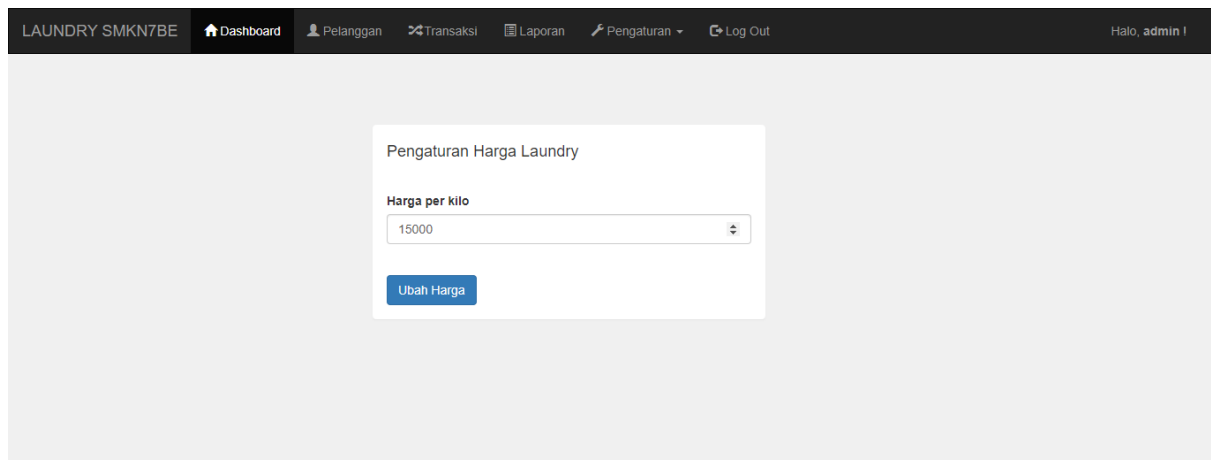 LAUNDRY SMKN7BE Dashboard Pelanggan Transaksi Laporan Pengaturan Log Out Halo, admin !
Pengaturan Harga Laundry
Harga per kilo
15000
Ubah Harga